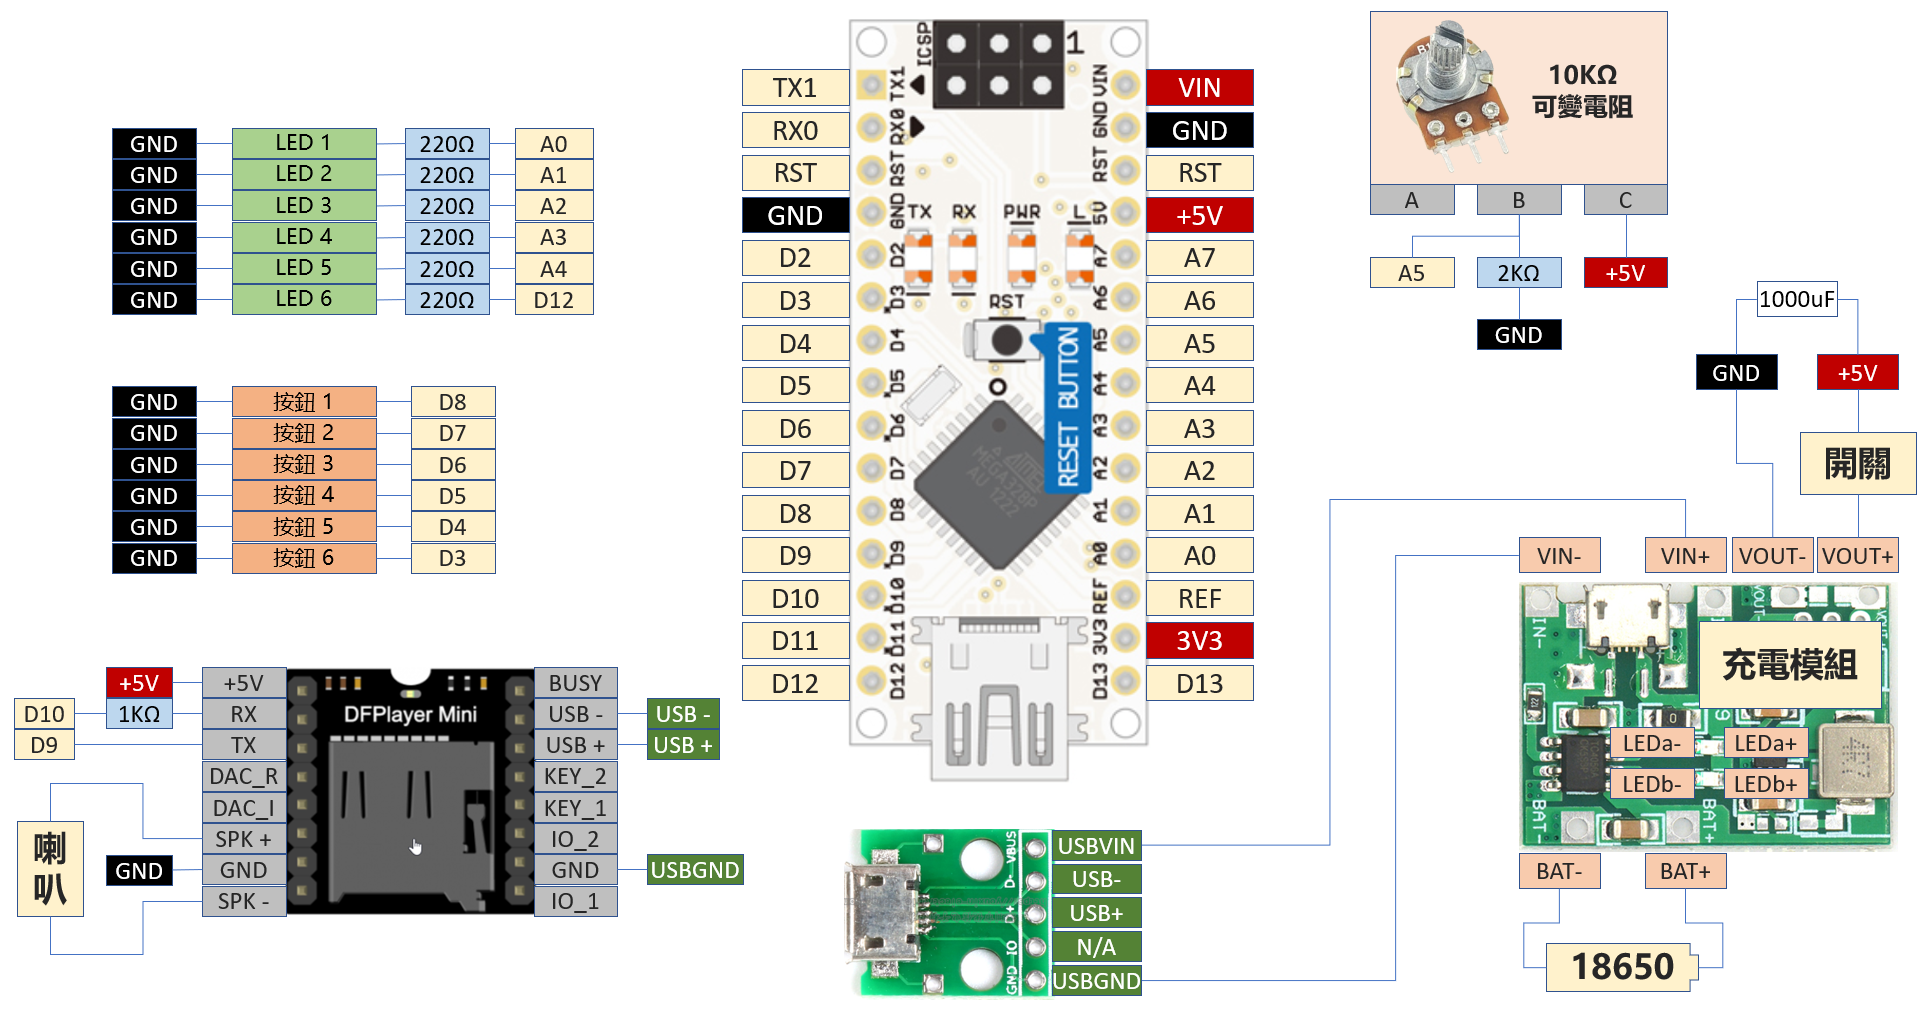 GND LED 1 220Ω A0
GND LED 2 220Ω A1
GND LED 3 220Ω A2
GND LED 4 220Ω A3
GND LED 5 220Ω A4
GND LED 6 220Ω D12
GND 按鈕 1 D8
GND 按鈕 2 D7
GND 按鈕 3 D6
GND 按鈕 4 D5
GND 按鈕 5 D4
GND 按鈕 6 D3
+5V +5V BUSY
D10 1KΩ RX USB - USB -
D9 TX USB + USB +
DAC_R KEY_2
DAC_I KEY_1
SPK + IO_2
GND GND GND USBGND
SPK - IO_1
喇叭
DFPlayer Mini
ICSP 1
TX1 TX1 VIN VIN
RX0 RX0 GND GND
RST RST RST RST
GND GND 5V +5V
D2 D2 A7 A7
D3 D3 A6 A6
D4 D4 A5 A5
D5 D5 A4 A4
D6 D6 A3 A3
D7 D7 A2 A2
D8 D8 A1 A1
D9 D9 A0 A0
D10 D10 REF REF
D11 D11 3V3 3V3
D12 D12 D13 D13
TX RX PWR L
RST
RESET BUTTON
VBUS USBVIN
D- USB-
D+ USB+
IO N/A
GND USBGND
10KΩ
可變電阻
A B C
A5 2KΩ +5V
GND
1000uF
GND +5V
開關
VIN- VIN+ VOUT- VOUT+
充電模組
LEDa- LEDa+
LEDb- LEDb+
BAT- BAT+
BAT- BAT+
18650